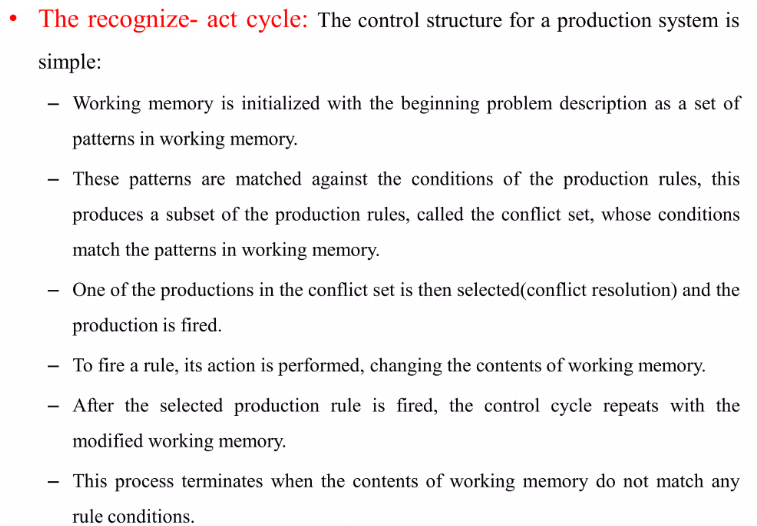 • The recognize- act cycle: The control structure for a production system is
simple:
– Working memory is initialized with the beginning problem description as a set of
patterns in working memory.
– These patterns are matched against the conditions of the production rules, this
produces a subset of the production rules, called the conflict set, whose conditions
match the patterns in working memory.
– One of the productions in the conflict set is then selected(conflict resolution) and the
production is fired.
– To fire a rule, its action is performed, changing the contents of working memory.
– After the selected production rule is fired, the control cycle repeats with the
modified working memory.
– This process terminates when the contents of working memory do not match any
rule conditions.